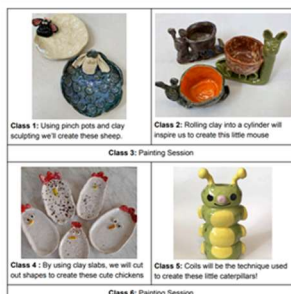 Class 1: Using pinch pots and clay
sculpting we'll create these sheep.
Class 2: Rolling clay into a cylinder will
inspire us to create this little mouse
Class 3: Painting Session
Class 4 : By using clay slabs, we will cut
out shapes to create these cute chickens
Class 5: Coils will be the technique used
to create these little caterpillars!
Class 6: Painting Session